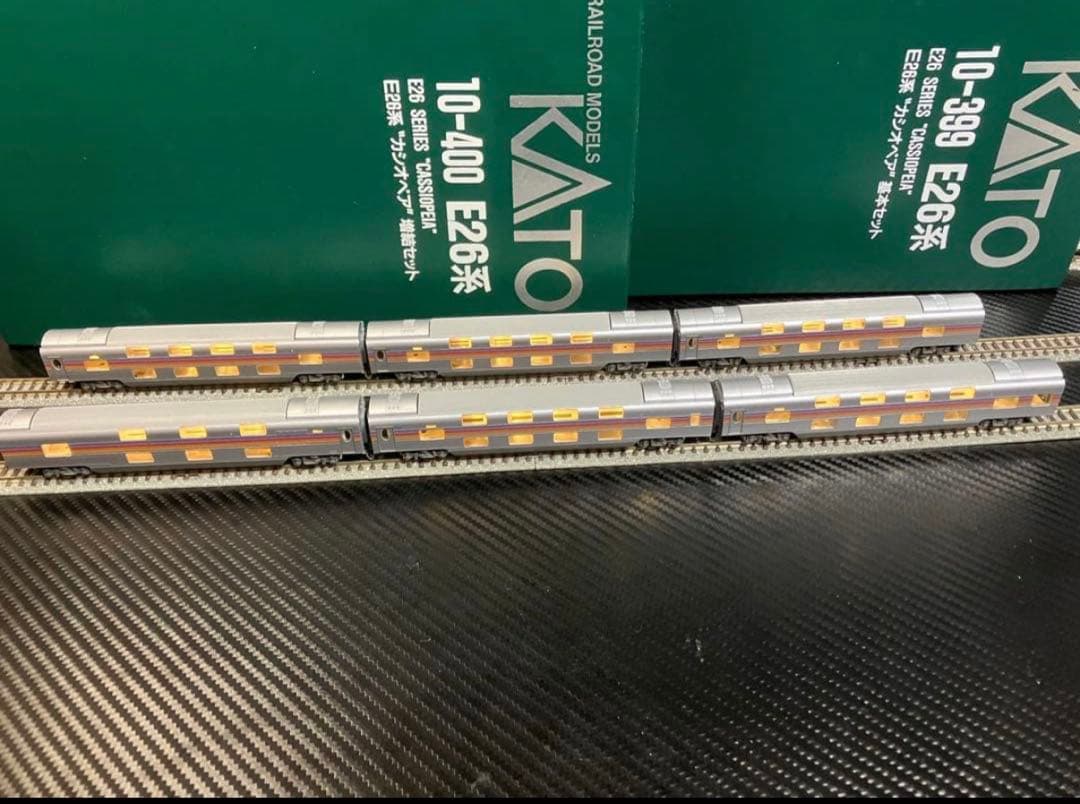 RAILROAD MODELS
KATO
10-400 E26系
E26 SERIES "CASSIOPEIA"
E26系 "カシオペア" 増結セット
KATO
10-399 E26系
E26 SERIES "CASSIOPEIA"
E26系 "カシオペア" 基本セット